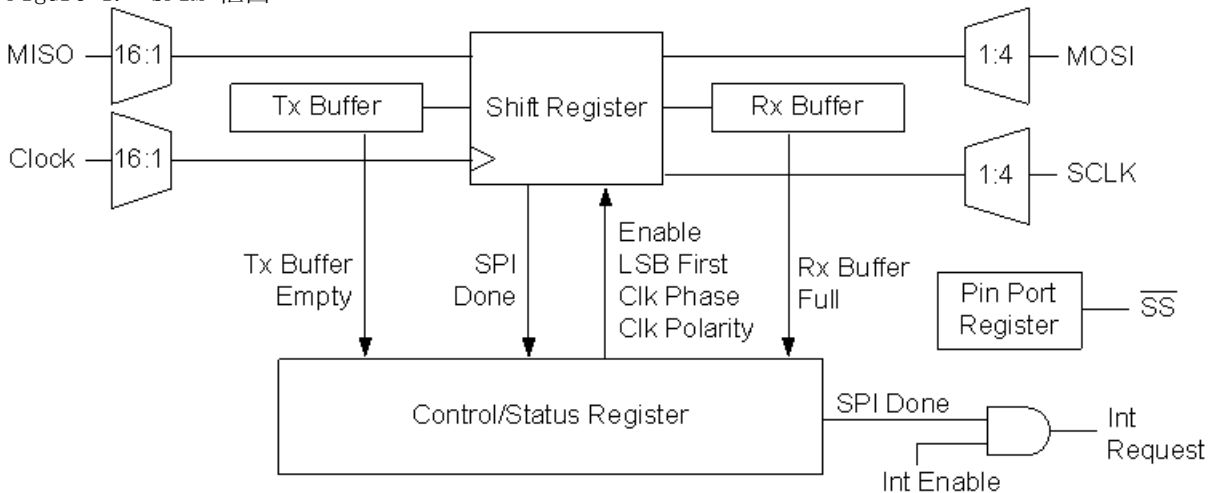 MISO
16:1
Tx Buffer
Shift Register
Rx Buffer
1:4
MOSI
Clock
16:1
1:4
SCLK
Tx Buffer
Empty
SPI
Done
Enable
LSB First
Clk Phase
Clk Polarity
Rx Buffer
Full
Pin Port
Register
SS
Control/Status Register
SPI Done
Int Enable
Int
Request